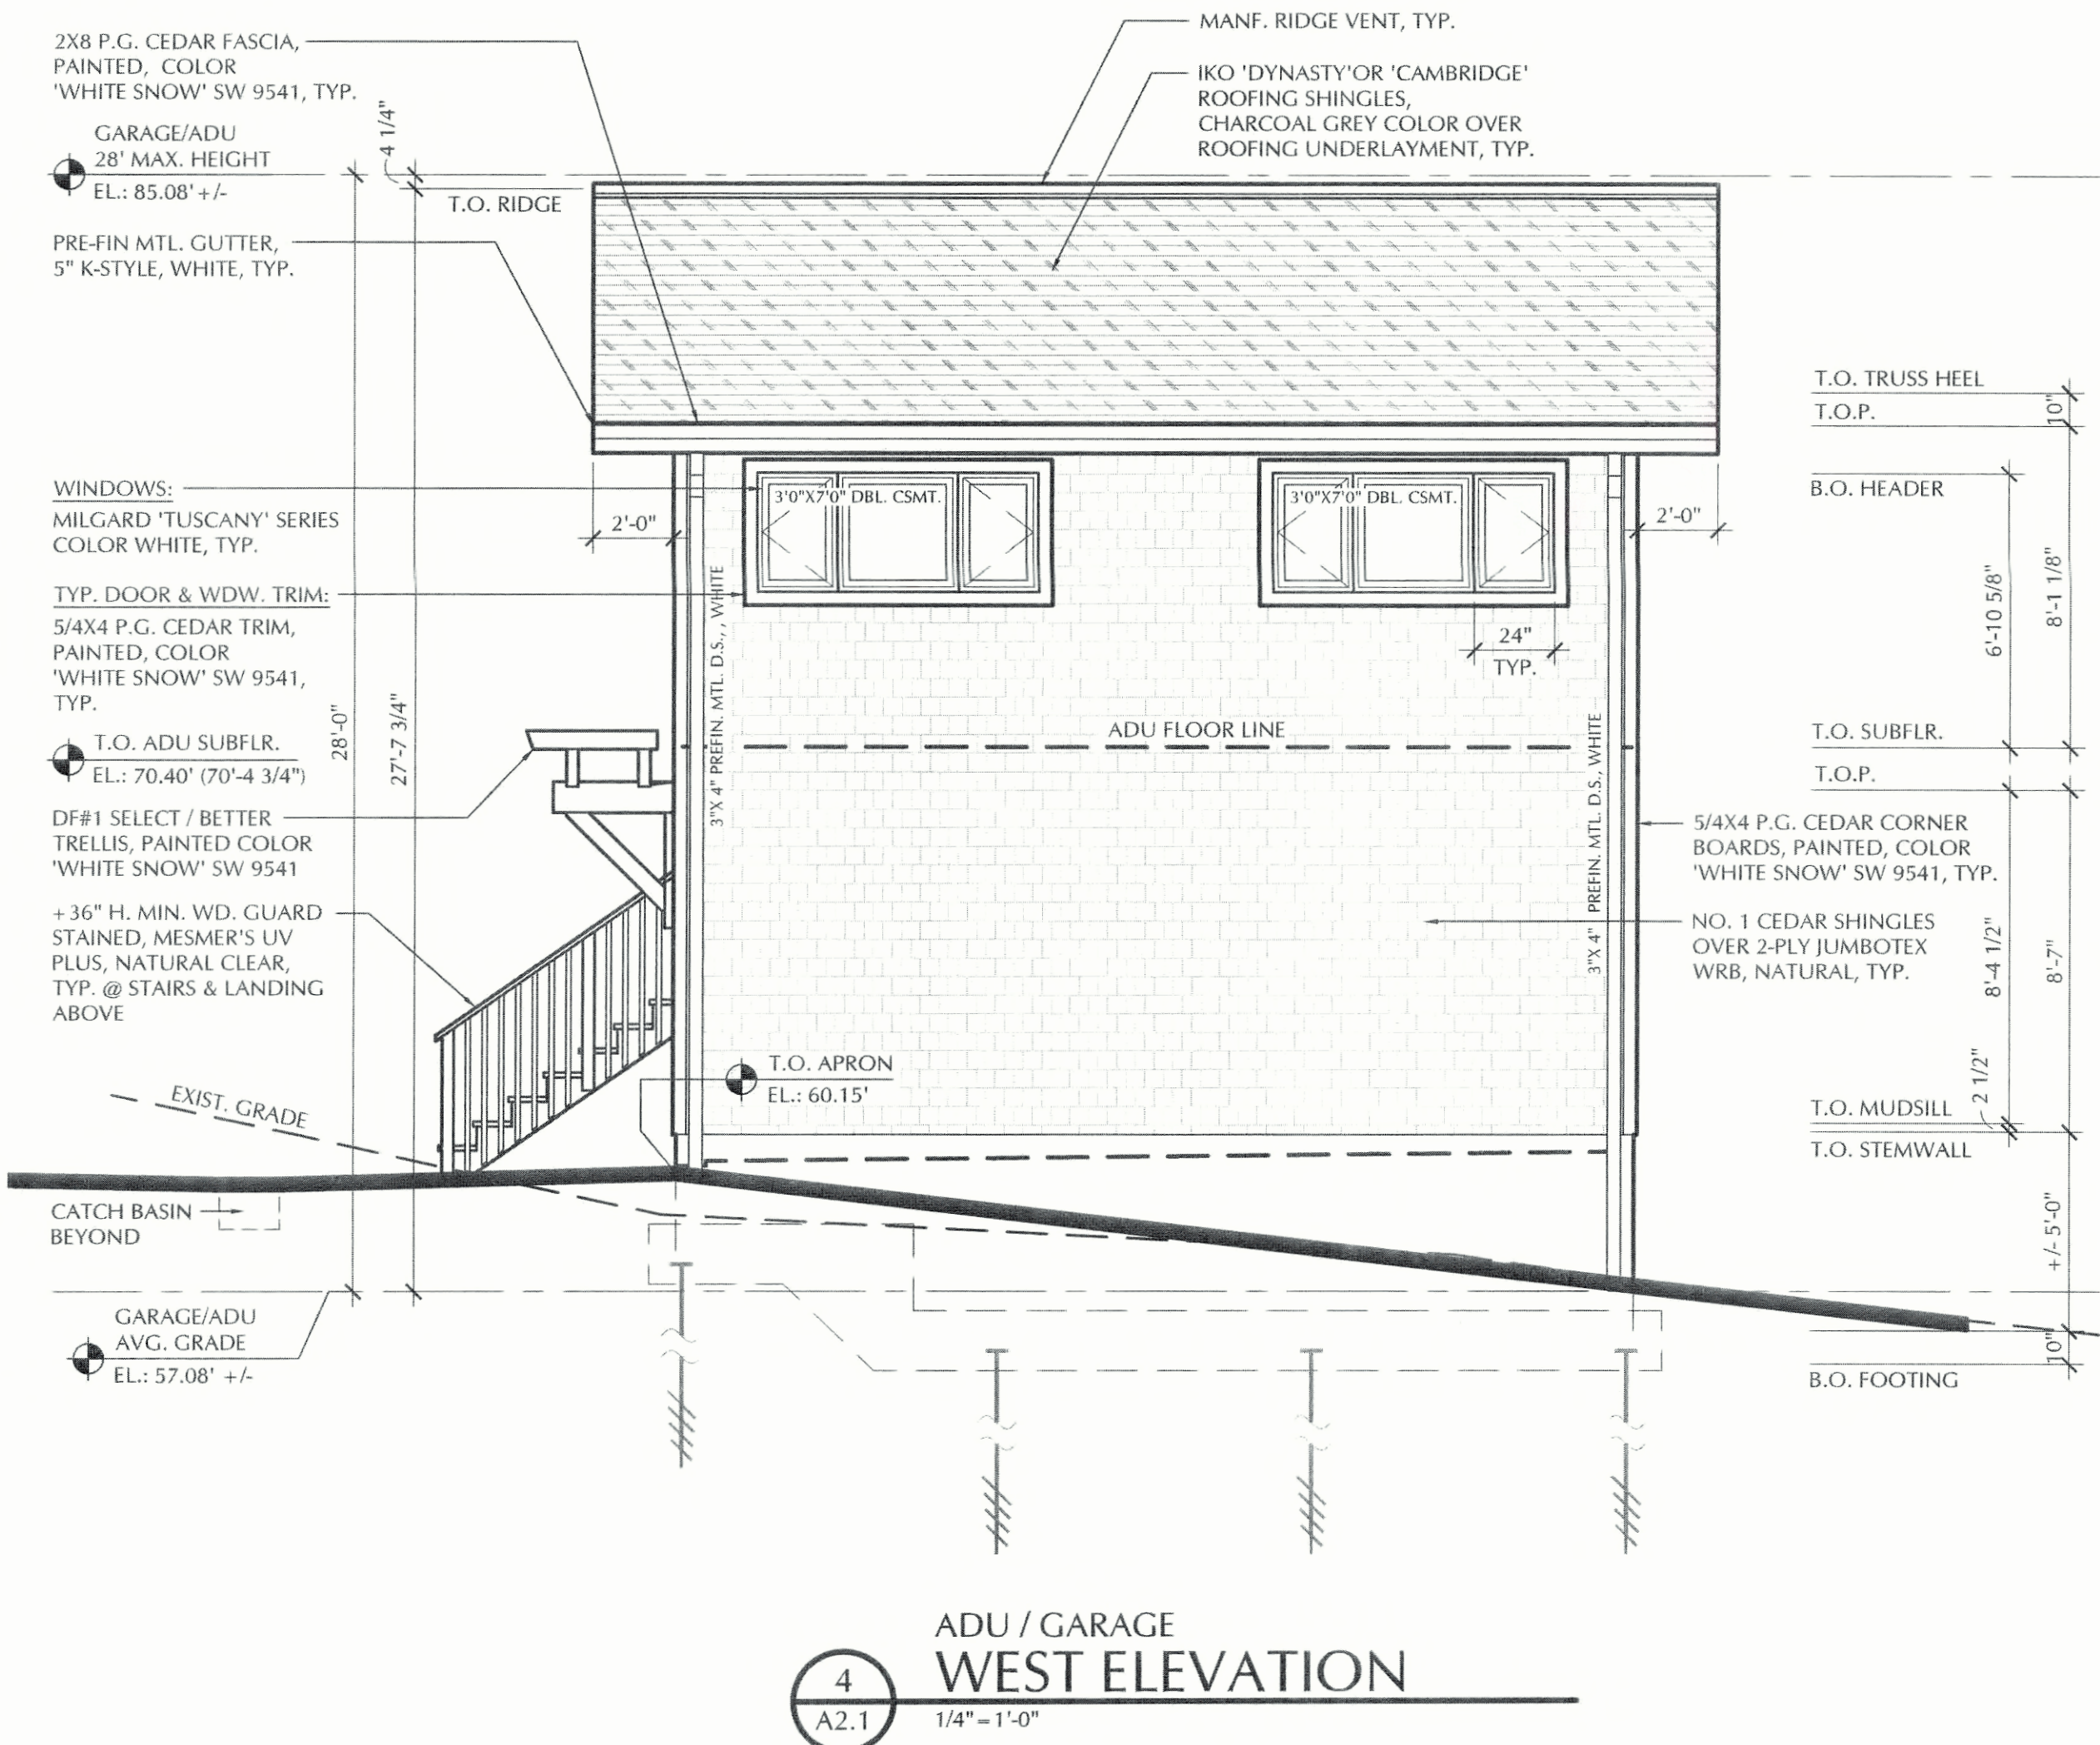 2X8 P.G. CEDAR FASCIA,
PAINTED, COLOR
'WHITE SNOW' SW 9541, TYP.
GARAGE/ADU
28' MAX. HEIGHT
EL.: 85.08' +/-
4 1/4"
T.O. RIDGE
PRE-FIN MTL. GUTTER,
5" K-STYLE, WHITE, TYP.
MANF. RIDGE VENT, TYP.
IKO 'DYNASTY'OR 'CAMBRIDGE'
ROOFING SHINGLES,
CHARCOAL GREY COLOR OVER
ROOFING UNDERLAYMENT, TYP.
WINDOWS:
MILGARD 'TUSCANY' SERIES
COLOR WHITE, TYP.
TYP. DOOR & WDW. TRIM:
5/4X4 P.G. CEDAR TRIM,
PAINTED, COLOR
'WHITE SNOW' SW 9541,
TYP.
T.O. ADU SUBFLR.
EL.: 70.40' (70'-4 3/4")
DF#1 SELECT / BETTER
TRELLIS, PAINTED COLOR
'WHITE SNOW' SW 9541
+36" H. MIN. WD. GUARD
STAINED, MESMER'S UV
PLUS, NATURAL CLEAR,
TYP. @ STAIRS & LANDING
ABOVE
28'-0"
27'-7 3/4"
EXIST. GRADE
CATCH BASIN
BEYOND
GARAGE/ADU
AVG. GRADE
EL.: 57.08' +/-
2'-0"
3'0"X7'0" DBL. CSMT.
3'0"X7'0" DBL. CSMT.
2'-0"
24"
TYP.
3"X 4" PREFIN. MTL. D.S., , WHITE
ADU FLOOR LINE
3"X 4" PREFIN. MTL. D.S., WHITE
T.O. APRON
EL.: 60.15'
5/4X4 P.G. CEDAR CORNER
BOARDS, PAINTED, COLOR
'WHITE SNOW' SW 9541, TYP.
NO. 1 CEDAR SHINGLES
OVER 2-PLY JUMBOTEX
WRB, NATURAL, TYP.
T.O. TRUSS HEEL
T.O.P.
10"
B.O. HEADER
6'-10 5/8"
8'-1 1/8"
T.O. SUBFLR.
T.O.P.
8'-4 1/2"
8'-7"
2 1/2"
T.O. MUDSILL
T.O. STEMWALL
+/- 5'-0"
10"
B.O. FOOTING
ADU / GARAGE
4
WEST ELEVATION
A2.1
1/4" = 1'-0"